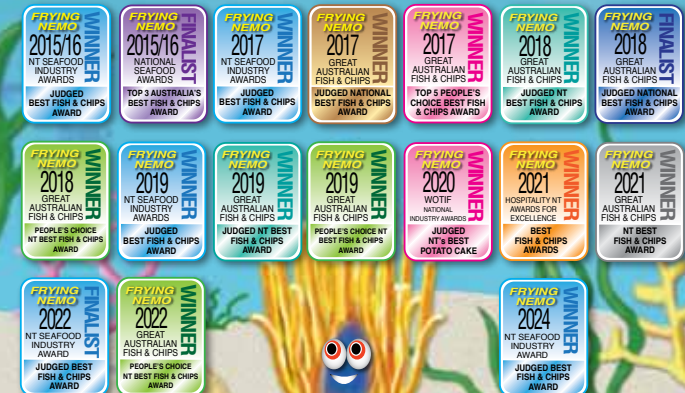 FRYING
NEMO
2015/16
NT SEAFOOD
INDUSTRY
AWARDS
WINNER
JUDGED
BEST FISH & CHIPS
AWARD
FRYING
NEMO
2015/16
NATIONAL
SEAFOOD
AWARDS
FINALIST
TOP 3 AUSTRALIA'S
BEST FISH & CHIPS
AWARD
FRYING
NEMO
2017
NT SEAFOOD
INDUSTRY
AWARDS
WINNER
JUDGED
BEST FISH & CHIPS
AWARD
FRYING
NEMO
2017
GREAT
AUSTRALIAN
FISH & CHIPS
WINNER
JUDGED NATIONAL
BEST FISH & CHIPS
AWARD
FRYING
NEMO
2017
GREAT
AUSTRALIAN
FISH & CHIPS
WINNER
TOP 5 PEOPLE'S
CHOICE BEST FISH
& CHIPS AWARD
FRYING
NEMO
2018
GREAT
AUSTRALIAN
FISH & CHIPS
WINNER
JUDGED NT
BEST FISH & CHIPS
AWARD
FRYING
NEMO
2018
GREAT
AUSTRALIAN
FISH & CHIPS
FINALIST
JUDGED NATIONAL
BEST FISH & CHIPS
AWARD
FRYING
NEMO
2018
GREAT
AUSTRALIAN
FISH & CHIPS
WINNER
PEOPLE'S CHOICE
NT BEST FISH & CHIPS
AWARD
FRYING
NEMO
2019
NT SEAFOOD
INDUSTRY
AWARDS
WINNER
JUDGED
BEST FISH & CHIPS
AWARD
FRYING
NEMO
2019
GREAT
AUSTRALIAN
FISH & CHIPS
WINNER
JUDGED NT BEST
FISH & CHIPS
AWARD
FRYING
NEMO
2019
GREAT
AUSTRALIAN
FISH & CHIPS
WINNER
PEOPLE'S CHOICE NT
BEST FISH & CHIPS
AWARD
FRYING
NEMO
2020
WOTIF
NATIONAL
INDUSTRY AWARDS
WINNER
JUDGED
NT's BEST
POTATO CAKE
FRYING
NEMO
2021
HOSPITALITY NT
AWARDS FOR
EXCELLENCE
WINNER
BEST
FISH & CHIPS
AWARDS
FRYING
NEMO
2021
GREAT
AUSTRALIAN
FISH & CHIPS
WINNER
NT BEST
FISH & CHIPS
AWARD
FRYING
NEMO
2022
NT SEAFOOD
INDUSTRY
AWARD
FINALIST
JUDGED BEST
FISH & CHIPS
AWARD
FRYING
NEMO
2022
GREAT
AUSTRALIAN
FISH & CHIPS
WINNER
PEOPLE'S CHOICE
NT BEST FISH & CHIPS
AWARD
FRYING
NEMO
2024
NT SEAFOOD
INDUSTRY
AWARD
WINNER
JUDGED BEST
FISH & CHIPS
AWARD